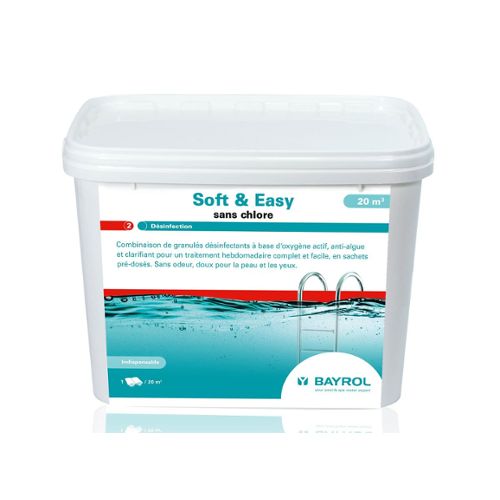 Soft & Easy
20 m³
sans chlore
2 Désinfection
Combinaison de granulés désinfectants à base d'oxygène actif, anti-algue
et clarifiant pour un traitement hebdomadaire complet et facile, en sachets
pré-dosés. Sans odeur, doux pour la peau et les yeux.
Indispensable
1 / 20 m³
BAYROL